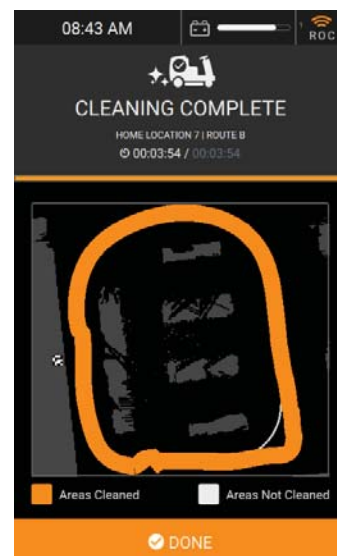 08:43 AM
1
ROC
CLEANING COMPLETE
HOME LOCATION 7 | ROUTE B
00:03:54 / 00:03:54
Areas Cleaned
Areas Not Cleaned
DONE